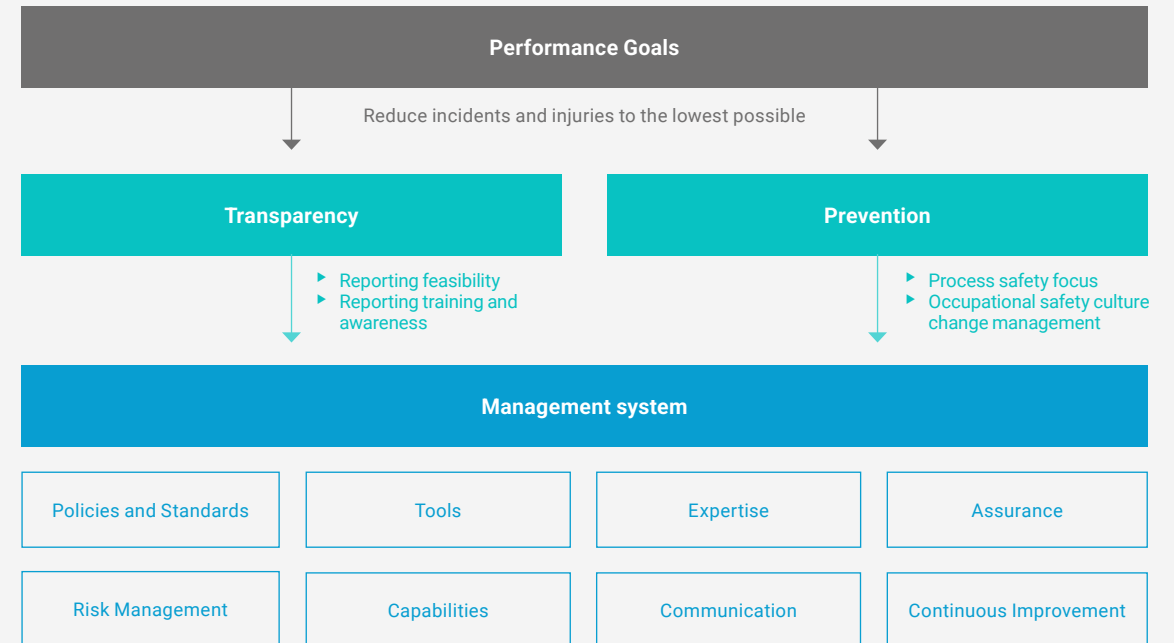 Performance Goals
Reduce incidents and injuries to the lowest possible
Transparency
Prevention
Reporting feasibility
Reporting training and
awareness
Process safety focus
Occupational safety culture
change management
Management system
Policies and Standards
Tools
Expertise
Assurance
Risk Management
Capabilities
Communication
Continuous Improvement